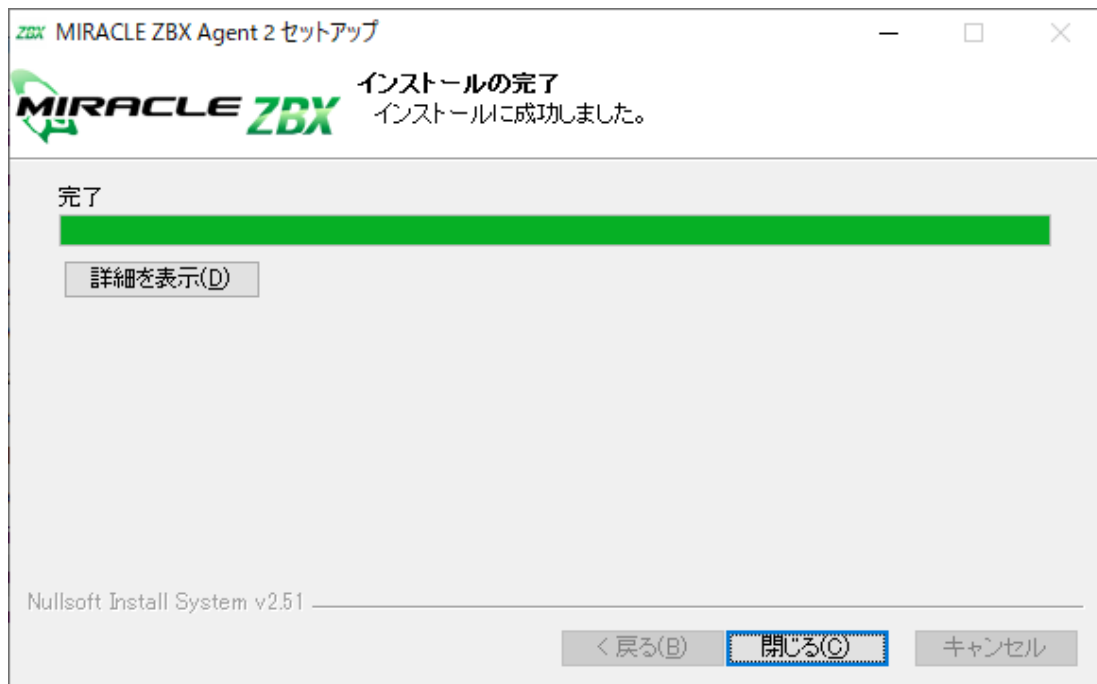 ZBX MIRACLE ZBX Agent 2 セットアップ
MIRACLE ZBX
インストールの完了
インストールに成功しました。
完了
詳細を表示(D)
Nullsoft Install System v2.51
< 戻る(B)
閉じる(C)
キャンセル